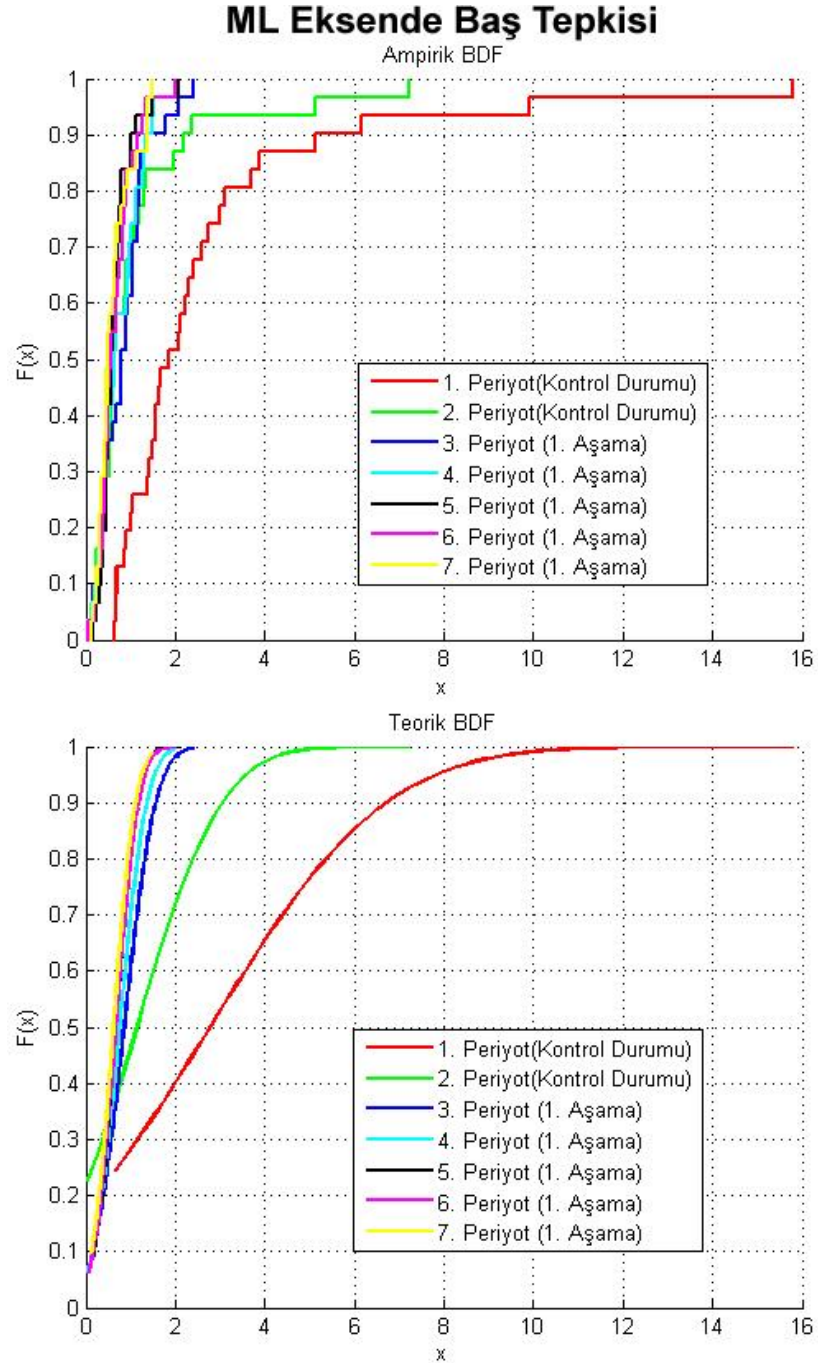 ML Eksende Baş Tepkisi
Ampirik BDF
1
0.9
0.8
0.7
0.6
0.5
0.4
0.3
0.2
0.1
0
F(x)
1. Periyot(Kontrol Durumu)
2. Periyot(Kontrol Durumu)
3. Periyot (1. Aşama)
4. Periyot (1. Aşama)
5. Periyot (1. Aşama)
6. Periyot (1. Aşama)
7. Periyot (1. Aşama)
0 2 4 6 8 10 12 14 16
x
Teorik BDF
1
0.9
0.8
0.7
0.6
0.5
0.4
0.3
0.2
0.1
0
F(x)
1. Periyot(Kontrol Durumu)
2. Periyot(Kontrol Durumu)
3. Periyot (1. Aşama)
4. Periyot (1. Aşama)
5. Periyot (1. Aşama)
6. Periyot (1. Aşama)
7. Periyot (1. Aşama)
0 2 4 6 8 10 12 14 16
x